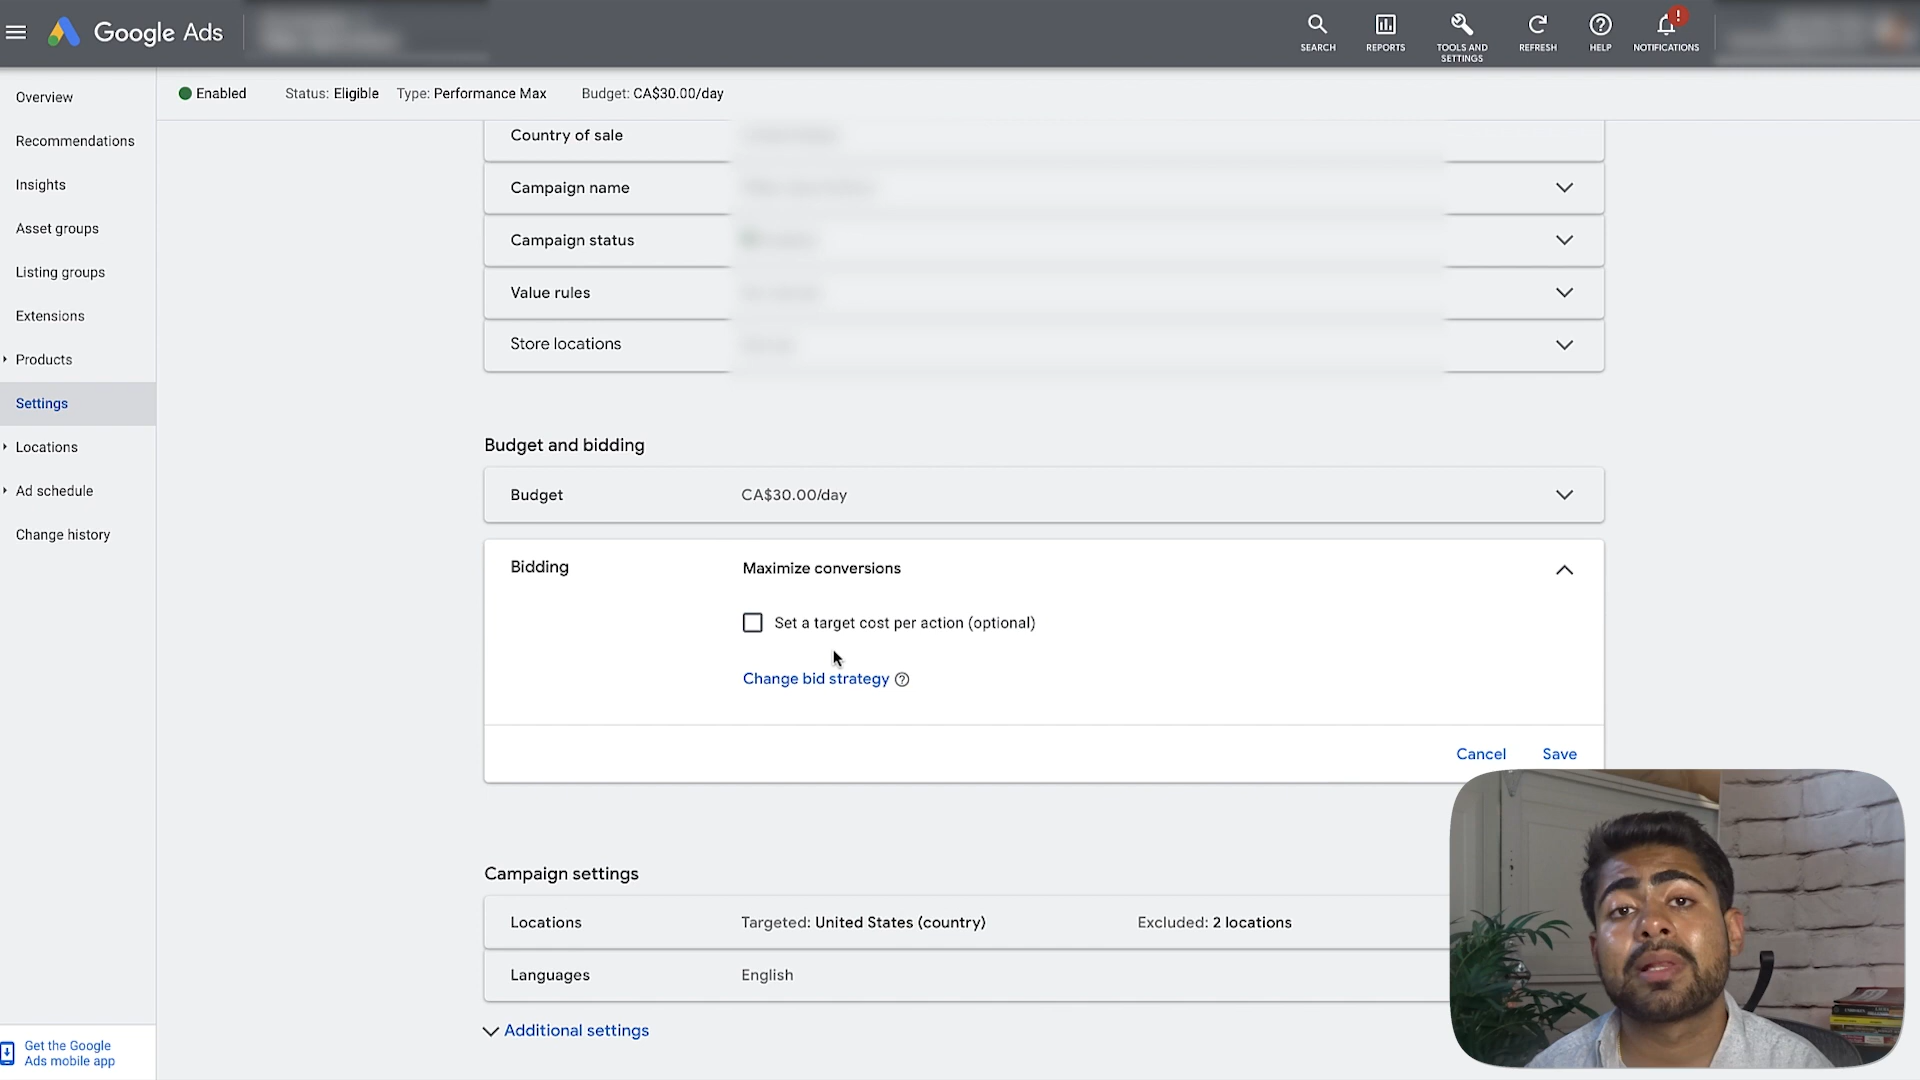 Google Ads
SEARCH
REPORTS
TOOLS AND
SETTINGS
REFRESH
HELP
!
NOTIFICATIONS
Enabled
Status: Eligible
Type: Performance Max
Budget: CA$30.00/day
Overview
Recommendations
Insights
Asset groups
Listing groups
Extensions
Products
Settings
Locations
Ad schedule
Change history
Get the Google
Ads mobile app
Country of sale
Campaign name
Campaign status
Value rules
Store locations
Budget and bidding
Budget CA$30.00/day
Bidding Maximize conversions
Set a target cost per action (optional)
Change bid strategy ?
Cancel Save
Campaign settings
Locations Targeted: United States (country) Excluded: 2 locations
Languages English
Additional settings